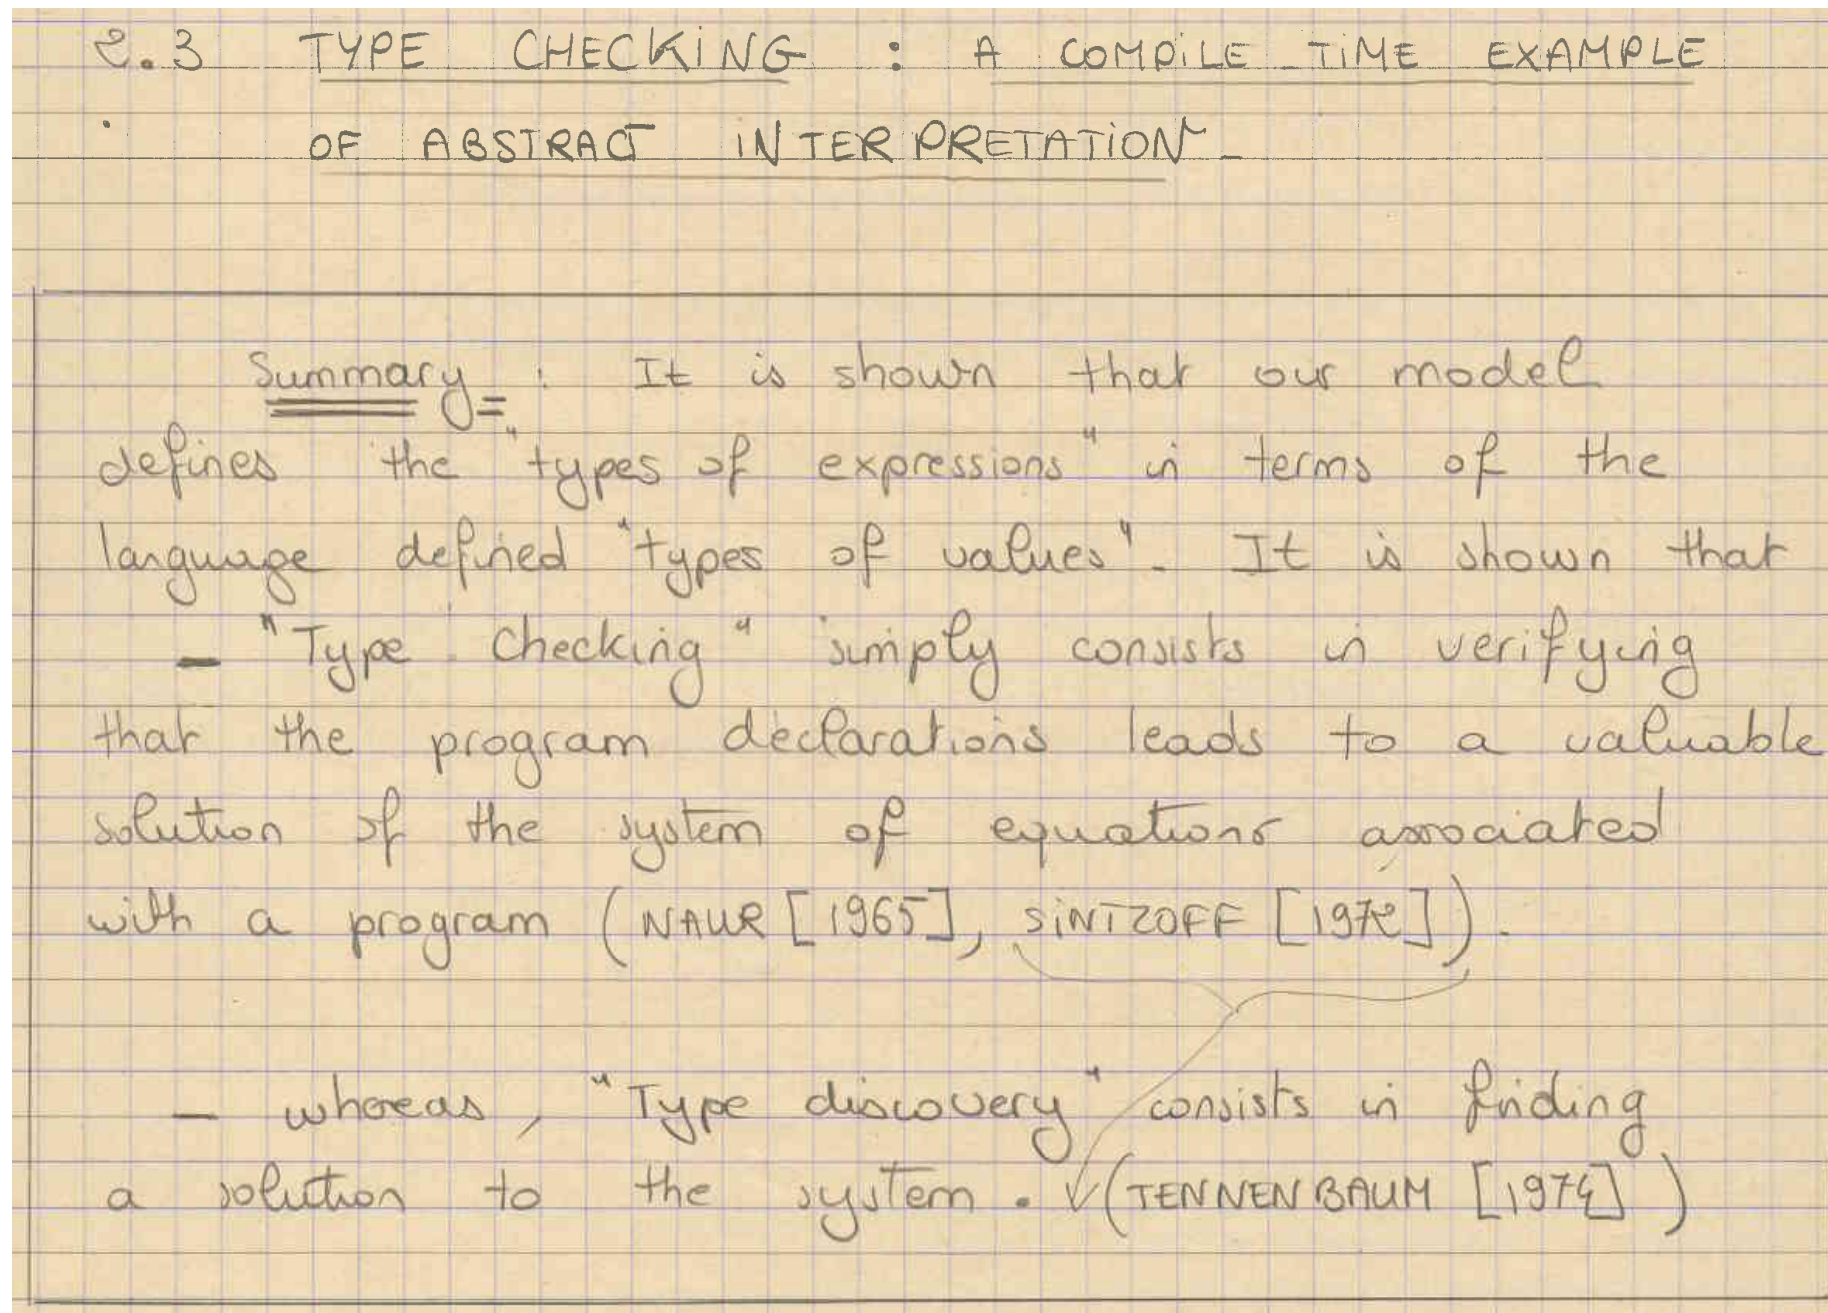 2.3 TYPE CHECKING : A COMPILE TIME EXAMPLE
OF ABSTRACT INTERPRETATION -
Summary : It is shown that our model
defines the "types of expressions" in terms of the
language defined "types of values". It is shown that
- "Type checking" simply consists in verifying
that the program declarations leads to a valuable
solution of the system of equations associated
with a program (NAUR [1965], SINTZOFF [1972]).
- whereas, "Type discovery" consists in finding
a solution to the system. (TENNENBAUM [1974])